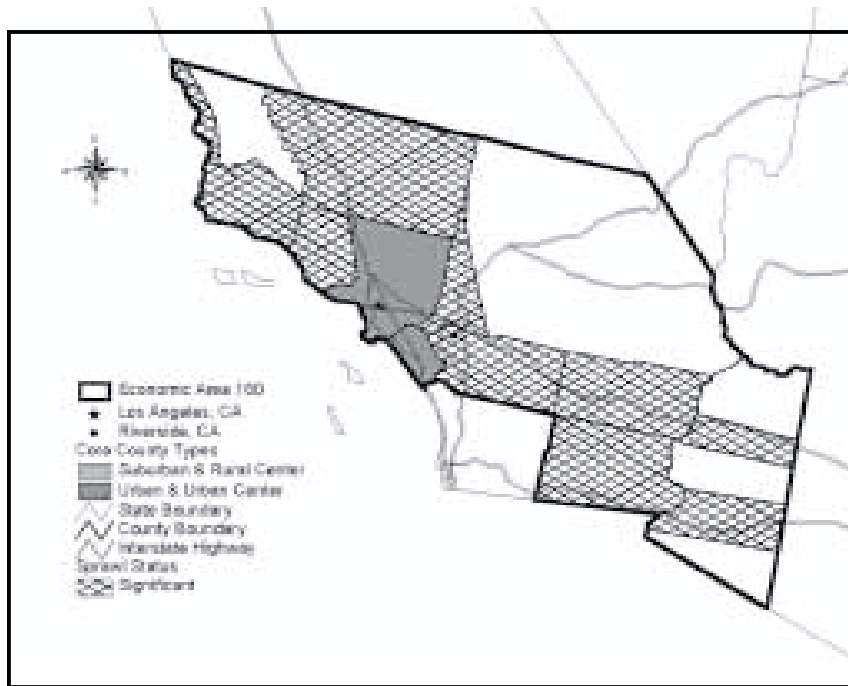 Economic Area 160
Los Angeles, CA
Riverside, CA
Core County Types
Suburban & Rural Center
Urban & Urban Center
State Boundary
County Boundary
Interstate Highway
Sprawl Status
Significant